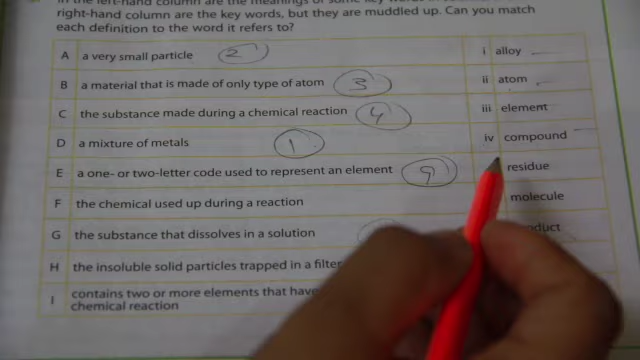 right-hand column are the key words, but they are muddled up. Can you match
each definition to the word it refers to?
A a very small particle 2 i alloy
B a material that is made of only type of atom 3 ii atom
C the substance made during a chemical reaction 4 iii element
D a mixture of metals 1 iv compound
E a one- or two-letter code used to represent an element 9 residue
F the chemical used up during a reaction molecule
G the substance that dissolves in a solution
H the insoluble solid particles trapped in a filter
I contains two or more elements that have
chemical reaction